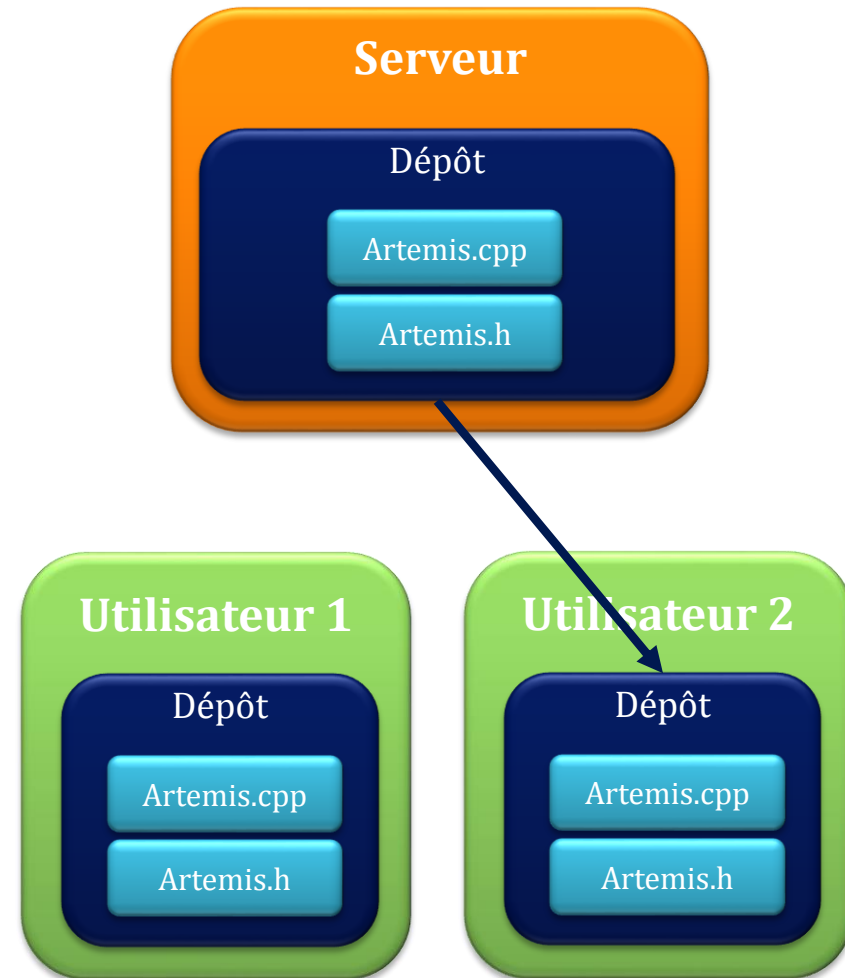 Serveur
Dépôt
Artemis.cpp
Artemis.h
Utilisateur 1
Dépôt
Artemis.cpp
Artemis.h
Utilisateur 2
Dépôt
Artemis.cpp
Artemis.h